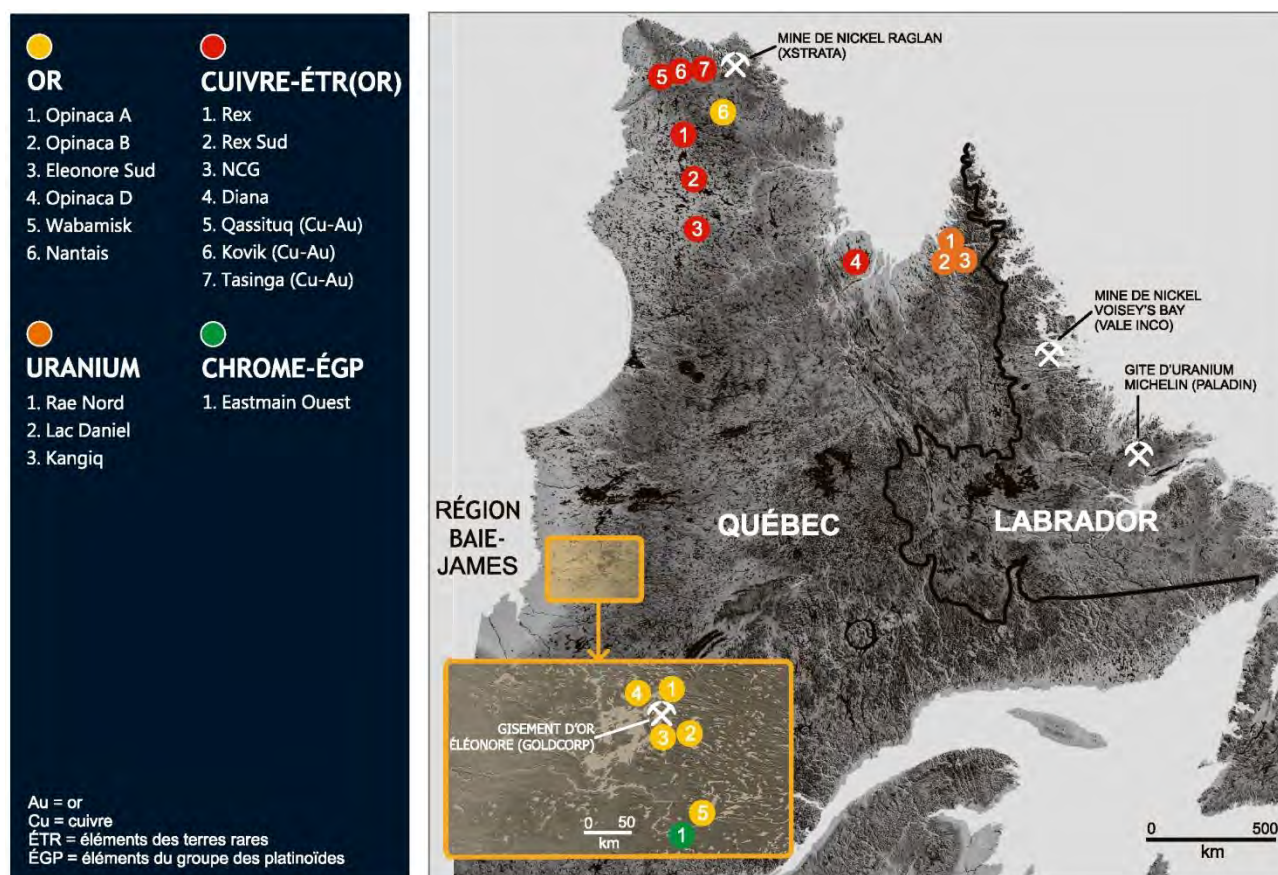 OR
1. Opinaca A
2. Opinaca B
3. Eleonore Sud
4. Opinaca D
5. Wabamisk
6. Nantais
CUIVRE-ÉTR(OR)
1. Rex
2. Rex Sud
3. NCG
4. Diana
5. Qassituq (Cu-Au)
6. Kovik (Cu-Au)
7. Tasinga (Cu-Au)
URANIUM
1. Rae Nord
2. Lac Daniel
3. Kangiq
CHROME-ÉGP
1. Eastmain Ouest
Au = or
Cu = cuivre
ÉTR = éléments des terres rares
ÉGP = éléments du groupe des platinoïdes
MINE DE NICKEL RAGLAN
(XSTRATA)
5 6 7
6
1
2
3
4
1
2 3
MINE DE NICKEL
VOISEY'S BAY
(VALE INCO)
GITE D'URANIUM
MICHELIN (PALADIN)
RÉGION
BAIE-
JAMES
QUÉBEC
LABRADOR
4 1
GISEMENT D'OR
ÉLÉONORE (GOLDCORP)
3 2
5
1
0 50
km
0 500
km